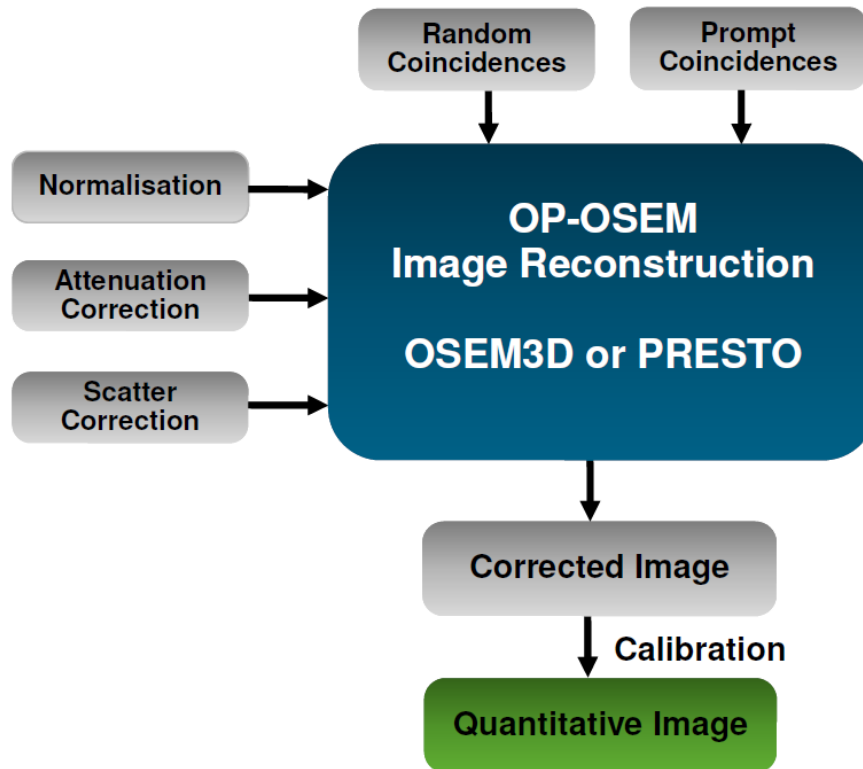 Random
Coincidences
Prompt
Coincidences
Normalisation
Attenuation
Correction
Scatter
Correction
OP-OSEM
Image Reconstruction
OSEM3D or PRESTO
Corrected Image
Calibration
Quantitative Image